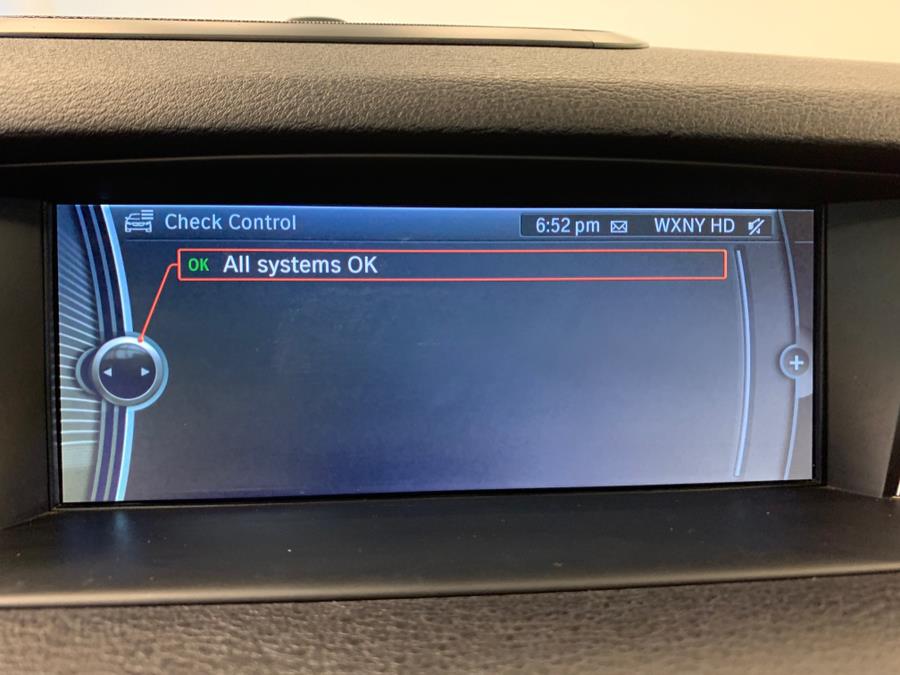 Check Control
6:52 pm WXNY HD
OK All systems OK